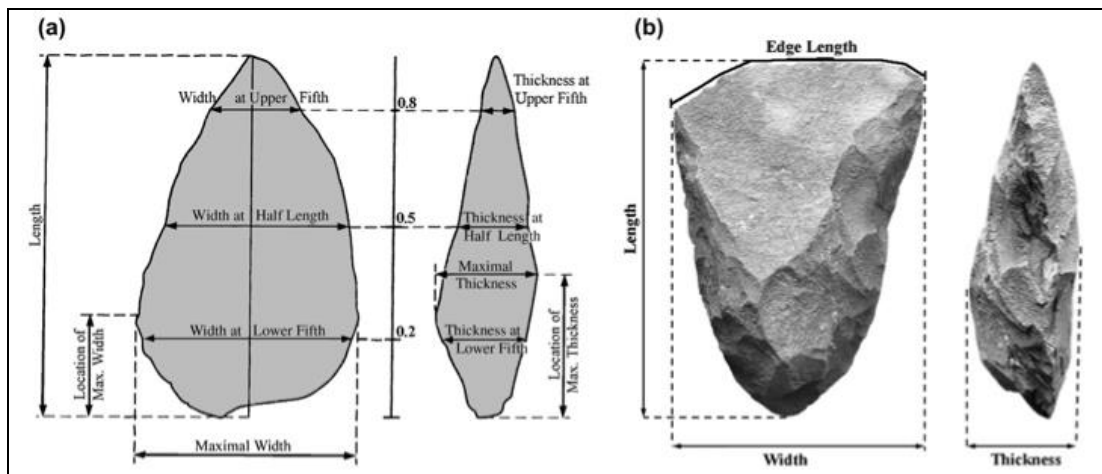 (a)
Width at Upper Fifth
0.8
Thickness at
Upper Fifth
Length
Width at Half Length
0.5
Thickness at
Half Length
Maximal
Thickness
Location of
Max. Width
Width at Lower Fifth
0.2
Thickness at
Lower Fifth
Location of
Max. Thickness
Maximal Width
(b)
Edge Length
Length
Width
Thickness